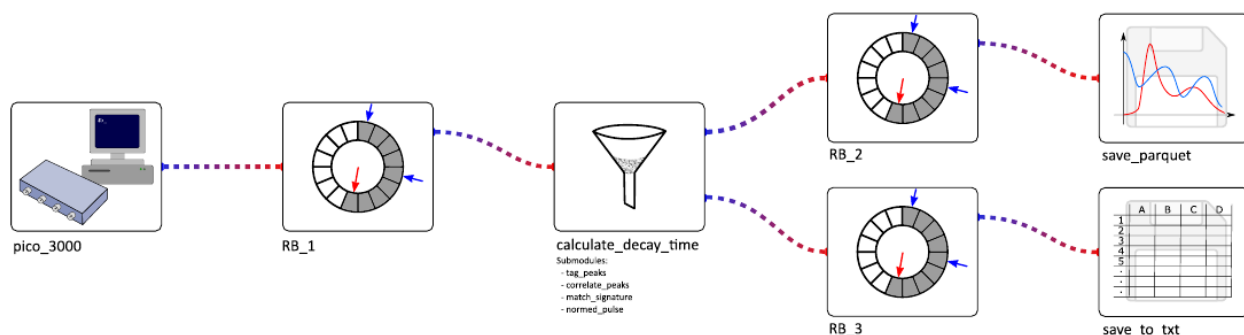 pico_3000
RB_1
calculate_decay_time
Submodules:
- tag_peaks
- correlate_peaks
- match_signature
- normed_pulse
RB_2
save_parquet
RB_3
A B C D
1
2
3
4
5
.
.
.
save_to_txt